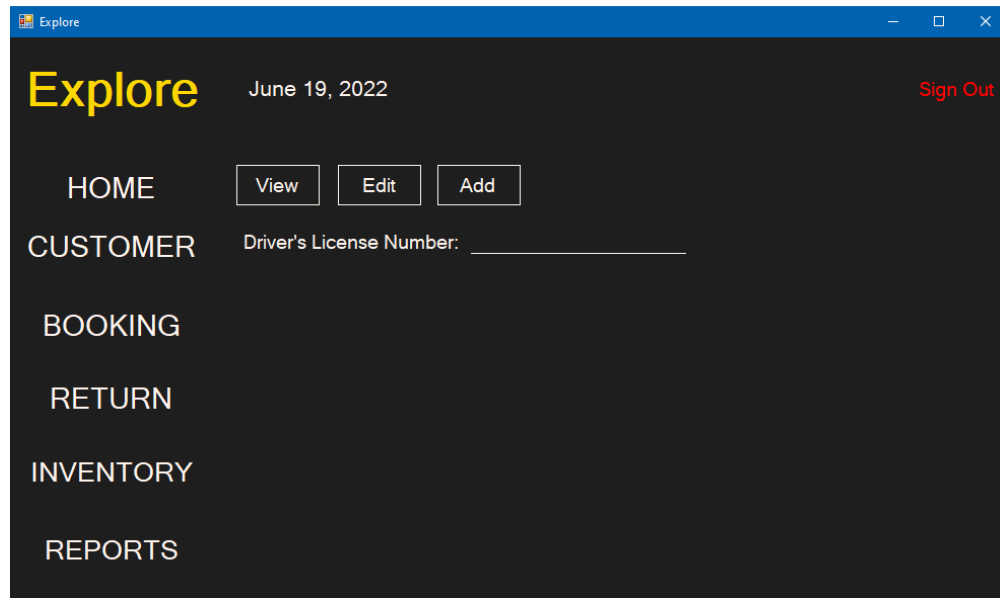 Explore
Explore June 19, 2022 Sign Out
HOME View Edit Add
CUSTOMER Driver's License Number:
BOOKING
RETURN
INVENTORY
REPORTS